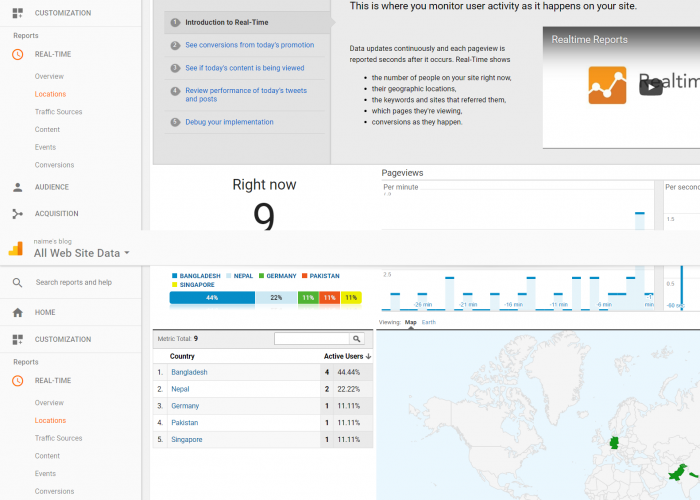 CUSTOMIZATION
Reports
REAL-TIME
Overview
Locations
Traffic Sources
Content
Events
Conversions
AUDIENCE
ACQUISITION
This is where you monitor user activity as it happens on your site.
1 Introduction to Real-Time
2 See conversions from today's promotion
3 See if today's content is being viewed
4 Review performance of today's tweets
and posts
5 Debug your implementation
Data updates continuously and each pageview is
reported seconds after it occurs. Real-Time shows
• the number of people on your site right now,
• their geographic locations,
• the keywords and sites that referred them,
• which pages they're viewing,
• conversions as they happen.
Realtime Reports
Realtim
Right now
9
Pageviews
Per minute
Per secon
1.5
naime's blog
All Web Site Data
Search reports and help
HOME
CUSTOMIZATION
Reports
REAL-TIME
Overview
Locations
Traffic Sources
Content
Events
Conversions
BANGLADESH NEPAL GERMANY PAKISTAN
SINGAPORE
44% 22% 11% 11% 11%
2.5
0.5
-26 min -21 min -16 min -11 min -6 min
-60 sec
Viewing: Map Earth
Metric Total: 9
Country Active Users
1. Bangladesh 4 44.44%
2. Nepal 2 22.22%
3. Germany 1 11.11%
4. Pakistan 1 11.11%
5. Singapore 1 11.11%